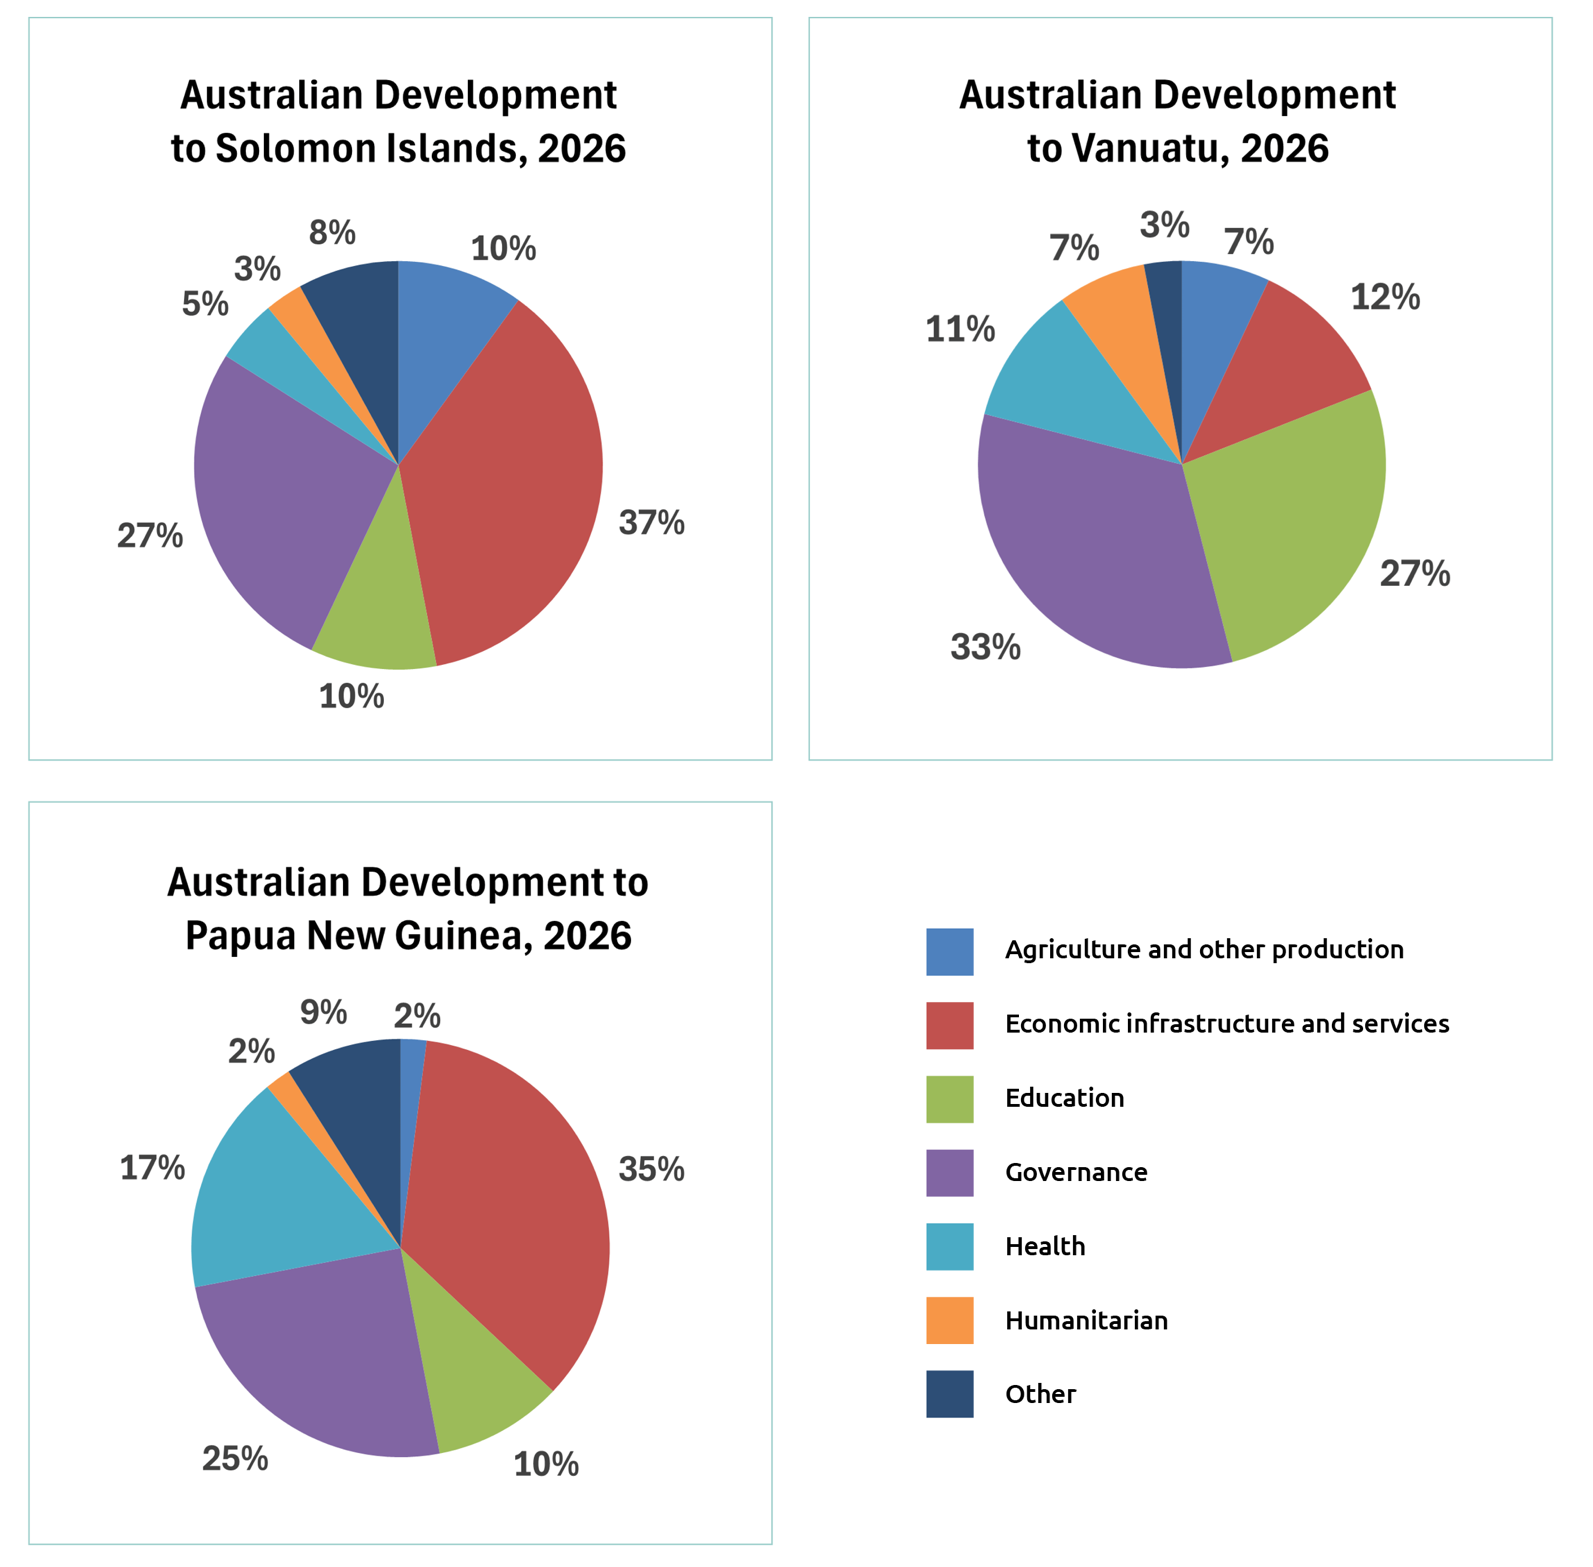 Australian Development
to Solomon Islands, 2026
8%
10%
3%
5%
37%
27%
10%
Australian Development
to Vanuatu, 2026
3%
7%
7%
12%
11%
27%
33%
Australian Development to
Papua New Guinea, 2026
9%
2%
2%
17%
35%
25%
10%
Agriculture and other production
Economic infrastructure and services
Education
Governance
Health
Humanitarian
Other